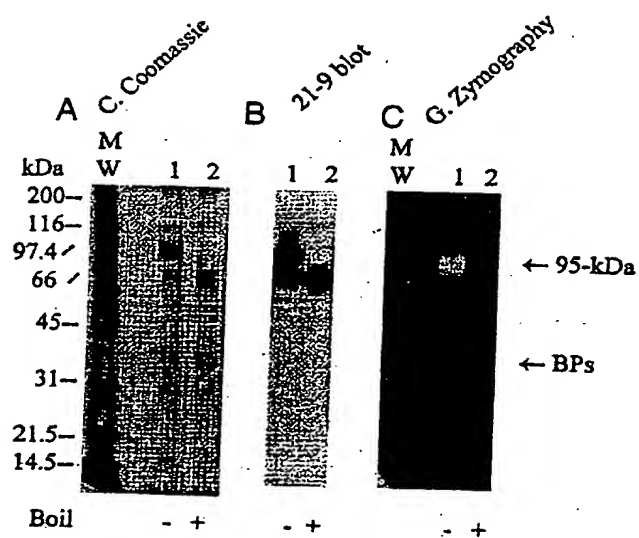 A C. Coomassie
B 21-9 blot
C G. Zymography
M
W
kDa
1 2
1 2
M
W
1 2
200-
116-
97.4
66
45-
31-
21.5-
14.5-
← 95-kDa
← BPs
Boil - + - + - +